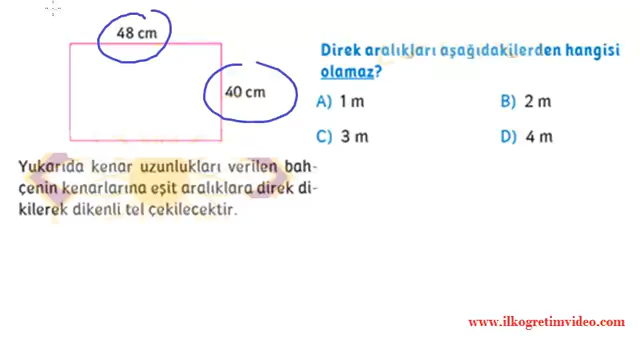 48 cm
40 cm
Yukarıda kenar uzunlukları verilen bah-
çenin kenarlarına eşit aralıklara direk di-
kilerek dikenli tel çekilecektir.
Direk aralıkları aşağıdakilerden hangisi
olamaz?
A) 1 m B) 2 m
C) 3 m D) 4 m
www.ilkogretimvideo.com